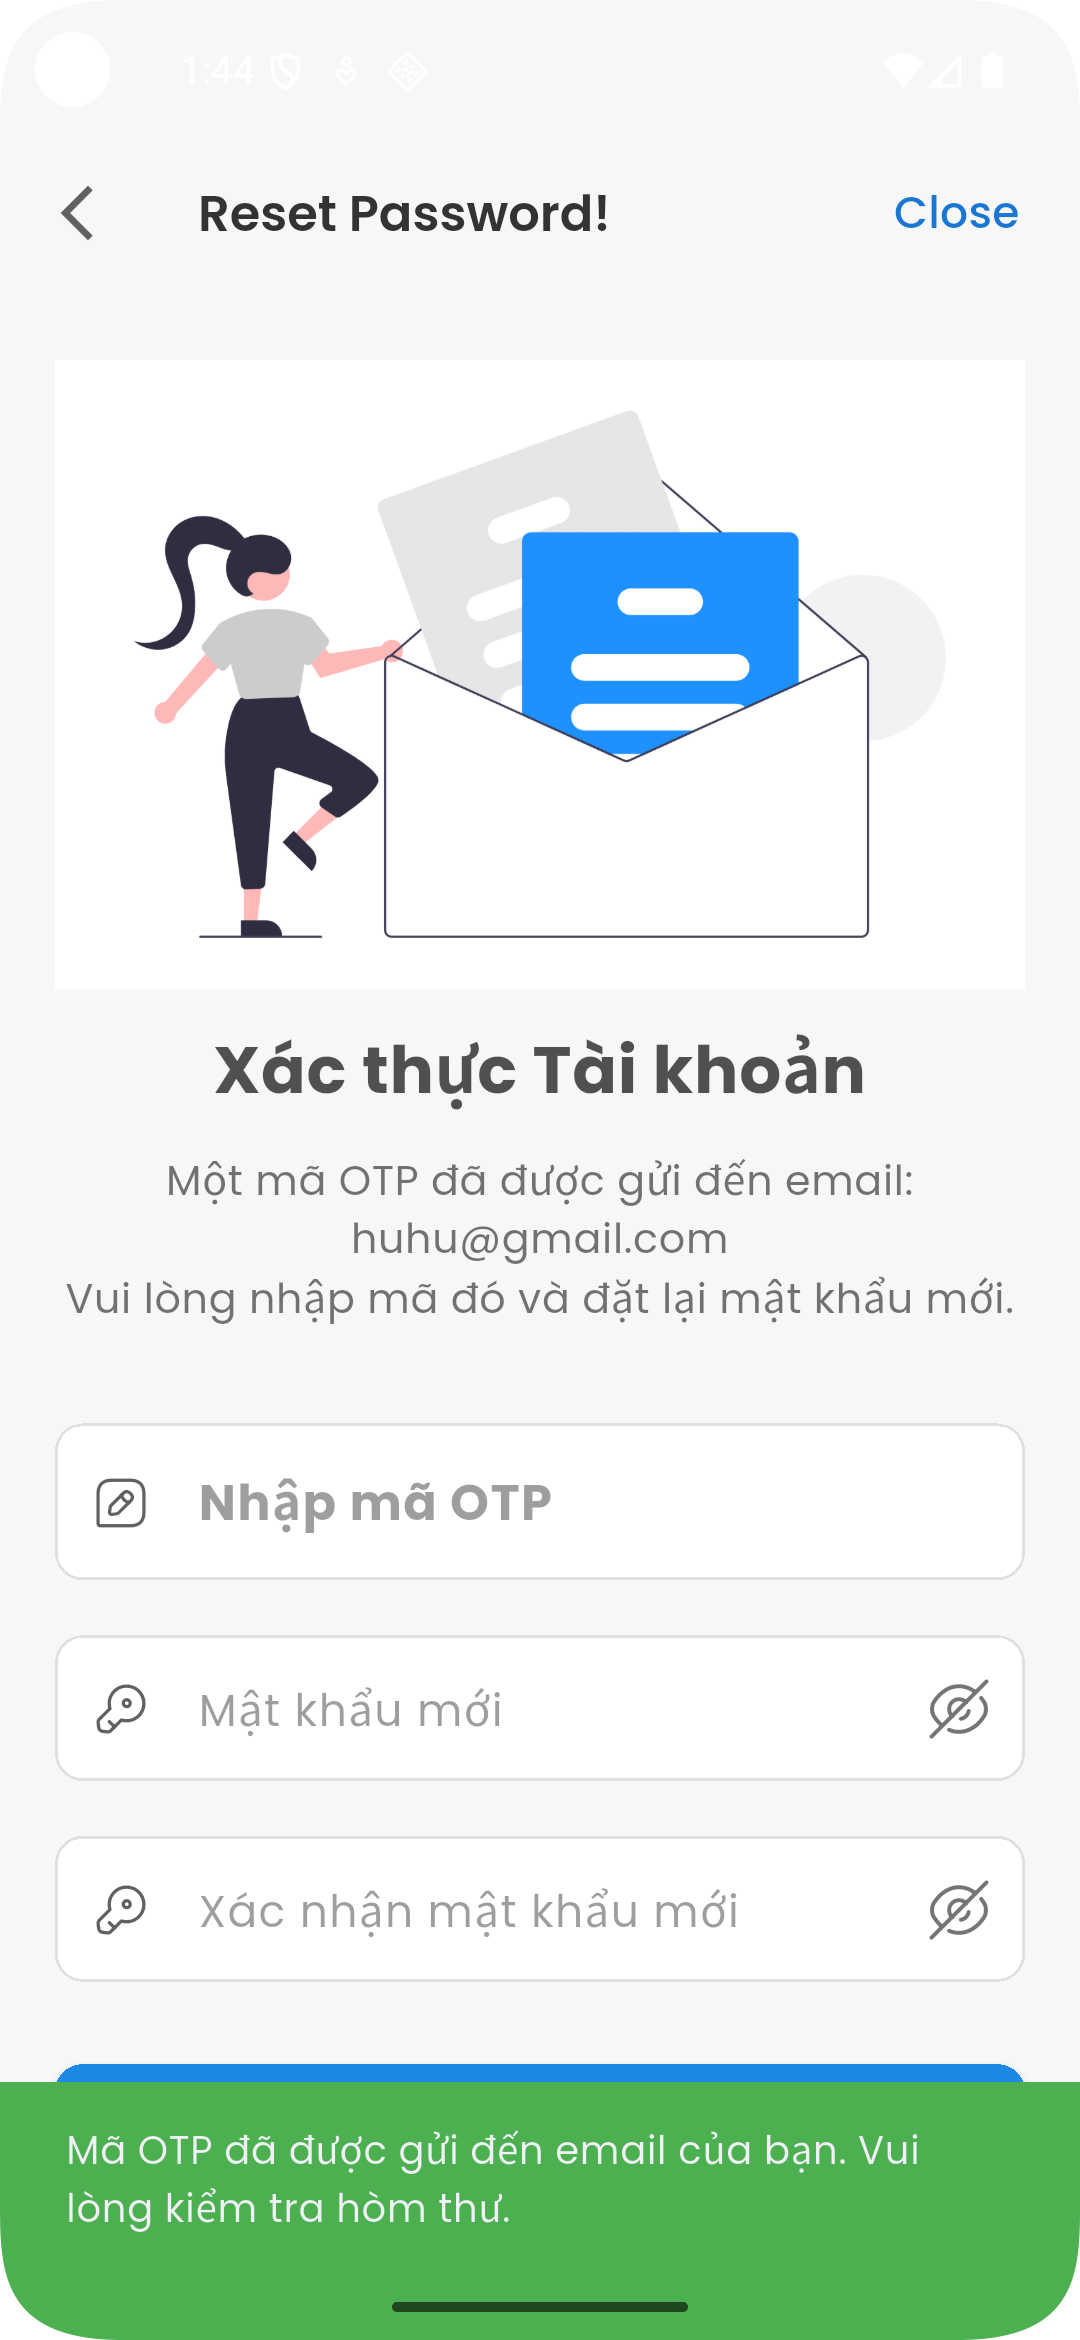 1:44
Reset Password!
Close
Xác thực Tài khoản
Một mã OTP đã được gửi đến email:
huhu@gmail.com
Vui lòng nhập mã đó và đặt lại mật khẩu mới.
Nhập mã OTP
Mật khẩu mới
Xác nhận mật khẩu mới
Mã OTP đã được gửi đến email của bạn. Vui
lòng kiểm tra hòm thư.